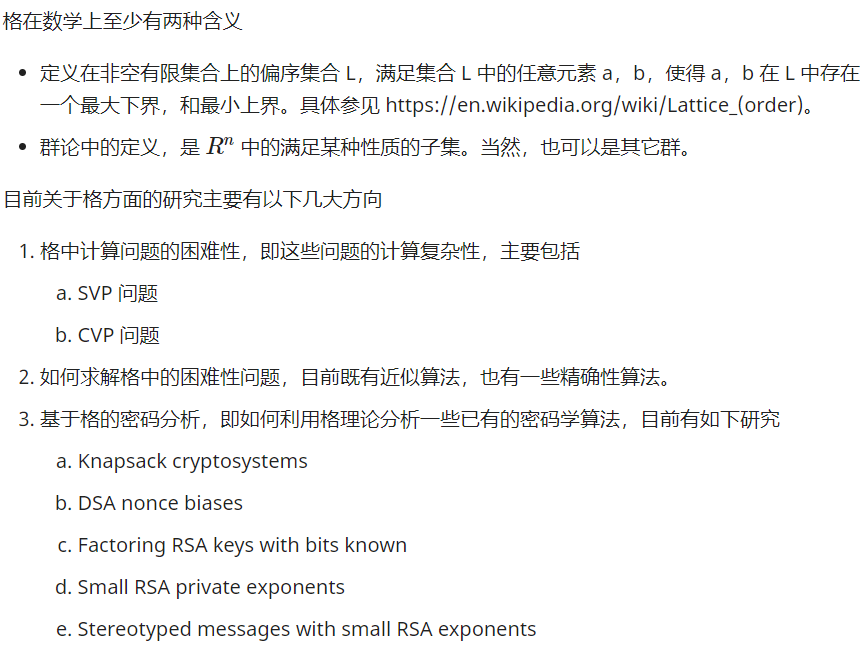 格在数学上至少有两种含义
• 定义在非空有限集合上的偏序集合 L，满足集合 L 中的任意元素 a，b，使得 a，b 在 L 中存在
一个最大下界，和最小上界。具体参见 https://en.wikipedia.org/wiki/Lattice_(order)。
• 群论中的定义，是 Rⁿ 中的满足某种性质的子集。当然，也可以是其它群。
目前关于格方面的研究主要有以下几大方向
1. 格中计算问题的困难性，即这些问题的计算复杂性，主要包括
a. SVP 问题
b. CVP 问题
2. 如何求解格中的困难性问题，目前既有近似算法，也有一些精确性算法。
3. 基于格的密码分析，即如何利用格理论分析一些已有的密码学算法，目前有如下研究
a. Knapsack cryptosystems
b. DSA nonce biases
c. Factoring RSA keys with bits known
d. Small RSA private exponents
e. Stereotyped messages with small RSA exponents